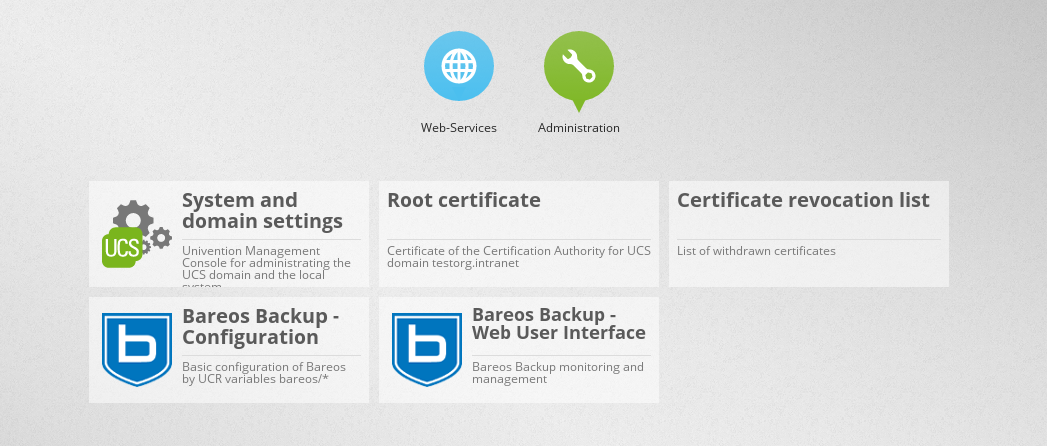 Web-Services
Administration
System and
domain settings
UCS
Univention Management
Console for administrating the
UCS domain and the local
system
Root certificate
Certificate of the Certification Authority for UCS
domain testorg.intranet
Certificate revocation list
List of withdrawn certificates
Bareos Backup -
Configuration
b
Basic configuration of Bareos
by UCR variables bareos/*
Bareos Backup -
Web User Interface
b
Bareos Backup monitoring and
management